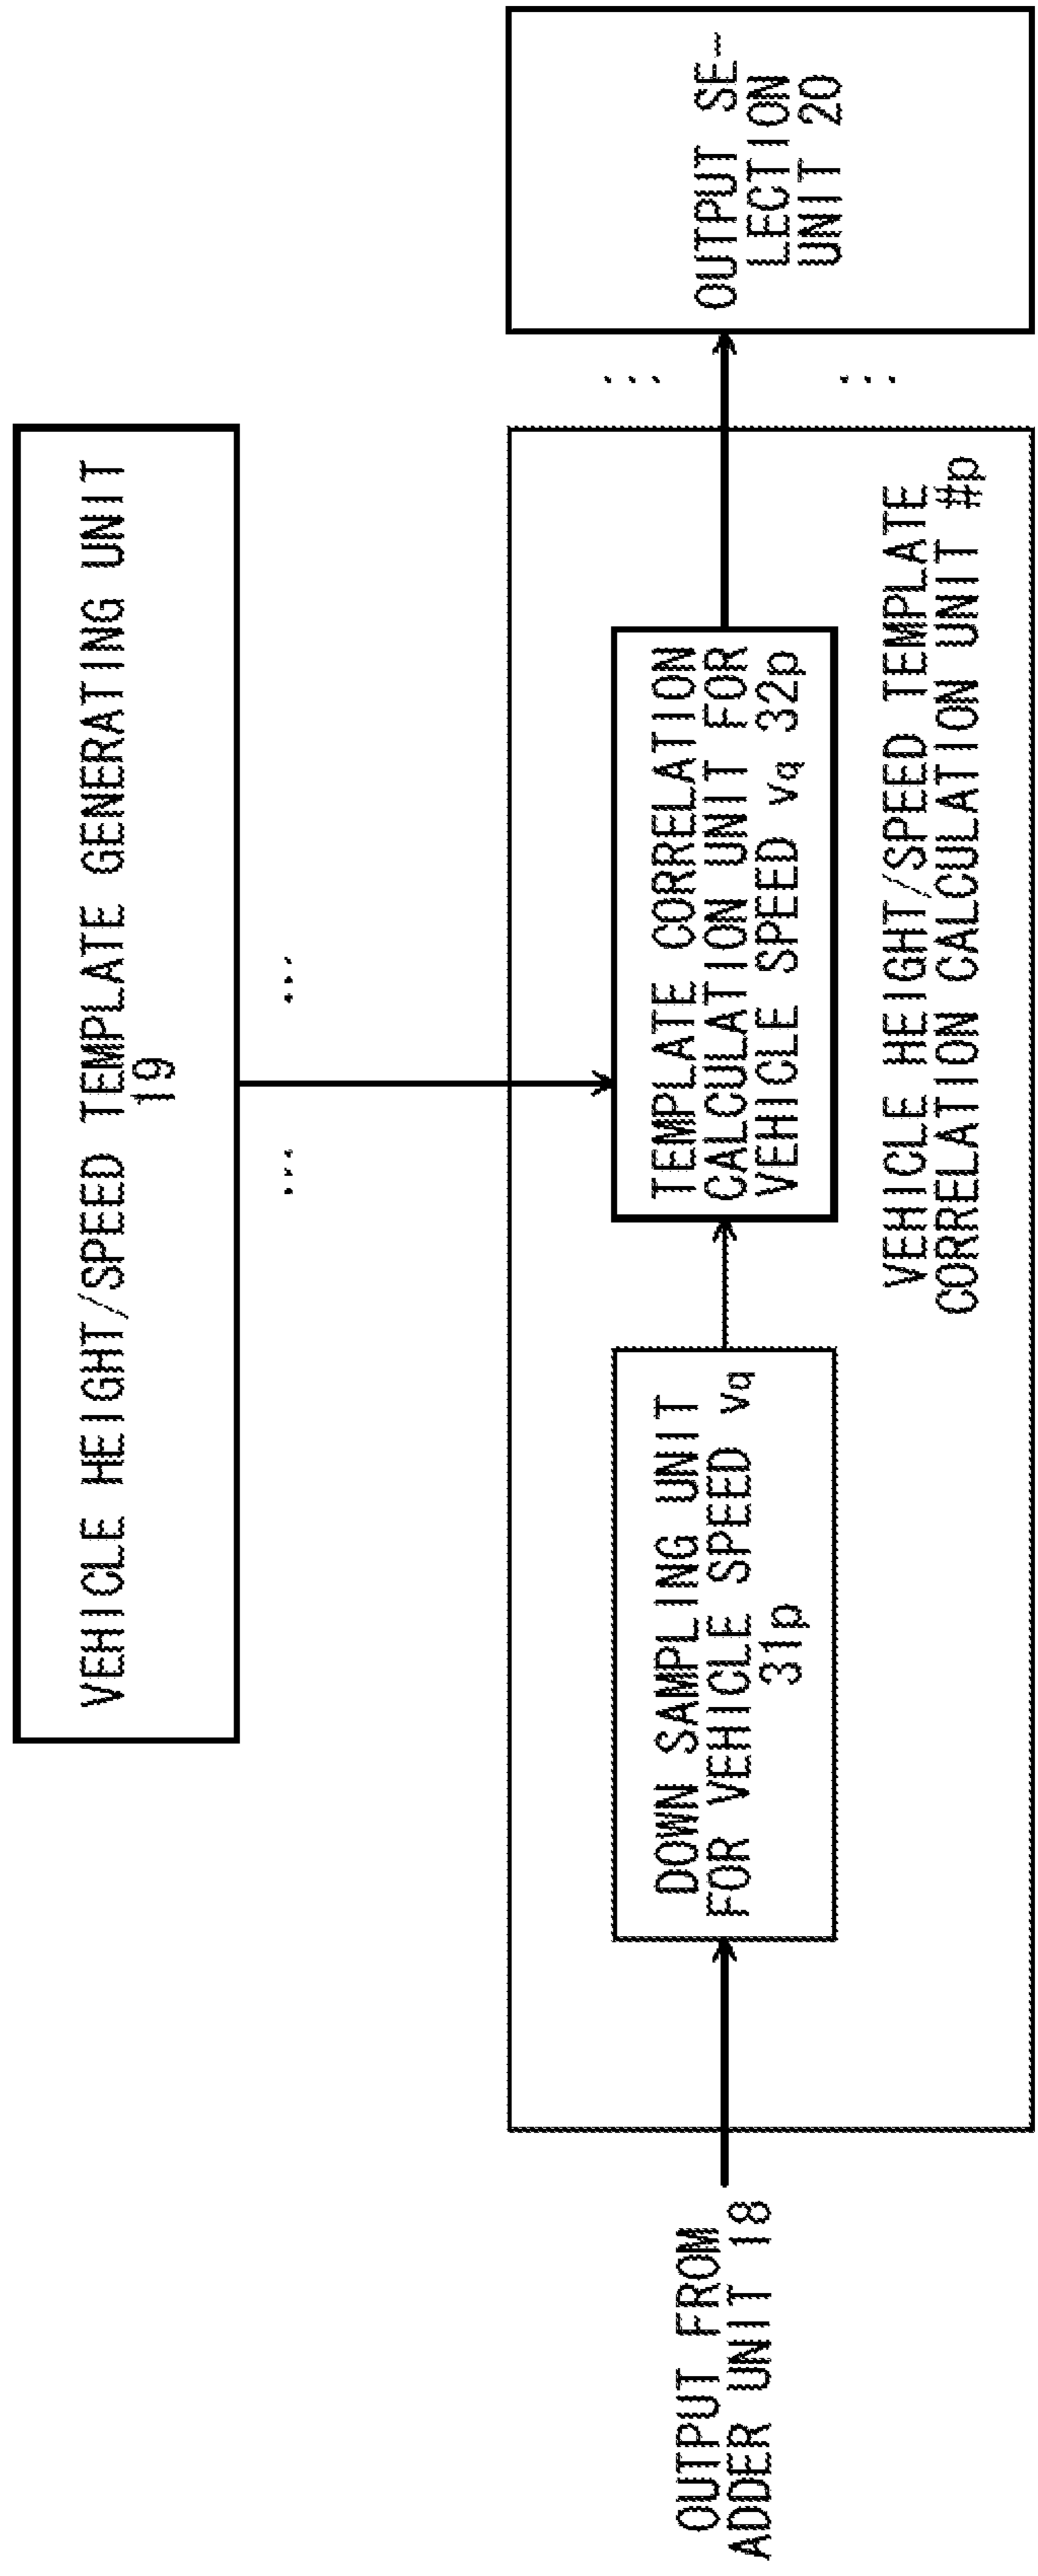 VEHICLE HEIGHT/SPEED TEMPLATE GENERATING UNIT
19
...
...
OUTPUT FROM
ADDER UNIT 18
DOWN SAMPLING UNIT
FOR VEHICLE SPEED vq
31p
TEMPLATE CORRELATION
CALCULATION UNIT FOR
VEHICLE SPEED vq 32p
VEHICLE HEIGHT/SPEED TEMPLATE
CORRELATION CALCULATION UNIT #p
...
...
OUTPUT SE-
LECTION
UNIT 20